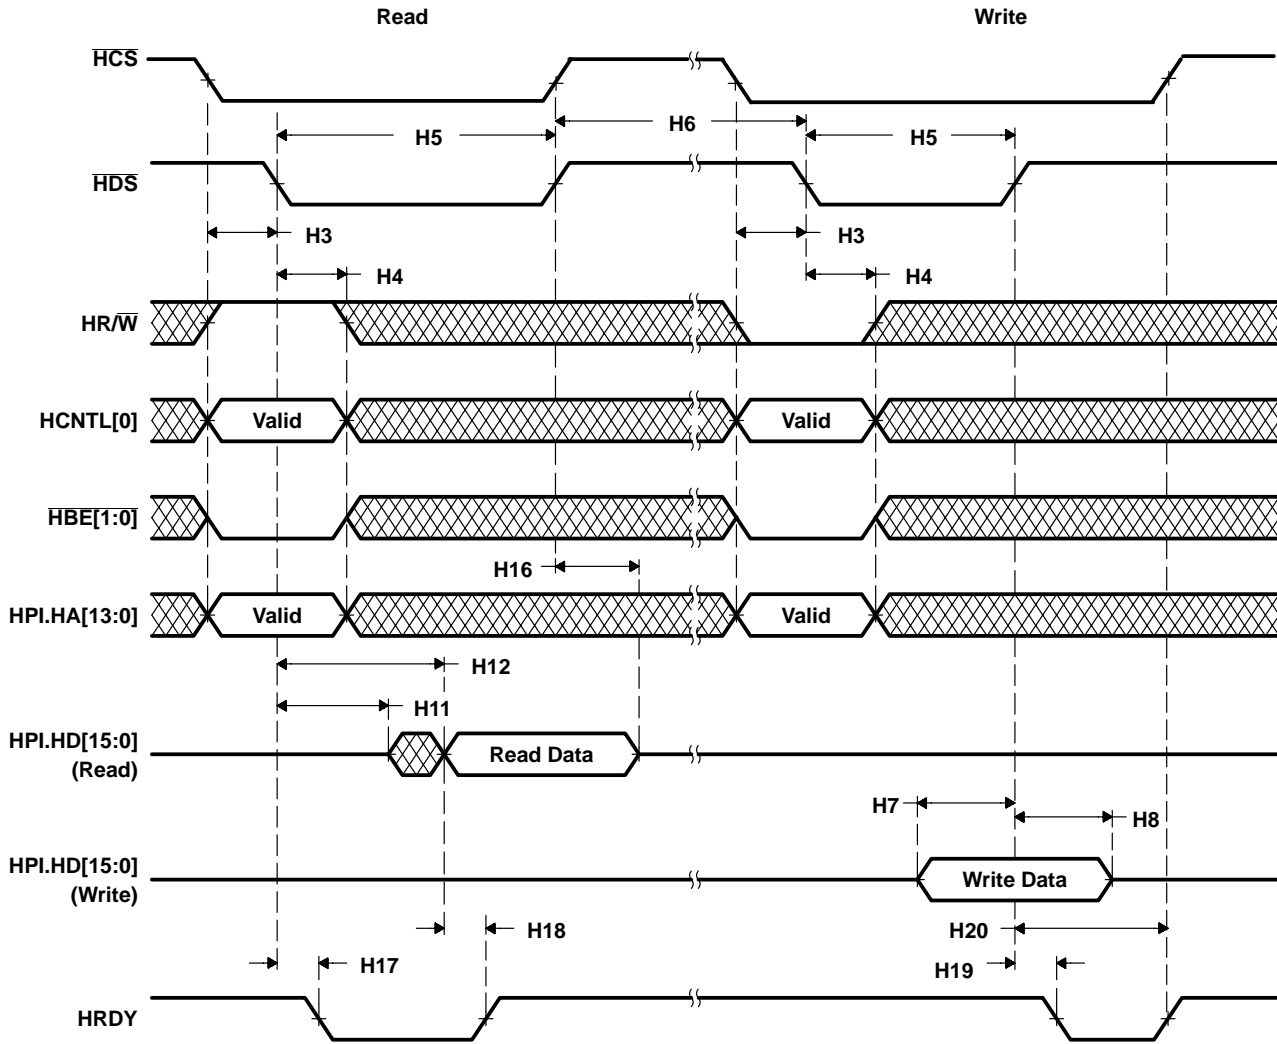 Read Write
HCS
H6
H5 H5
HDS
H3 H3
H4 H4
HR/W
HCNTL[0] Valid Valid
HBE[1:0]
H16
HPI.HA[13:0] Valid Valid
H12
H11
HPI.HD[15:0]
(Read)
Read Data
H7
H8
HPI.HD[15:0]
(Write)
Write Data
H18 H20
H17 H19
HRDY